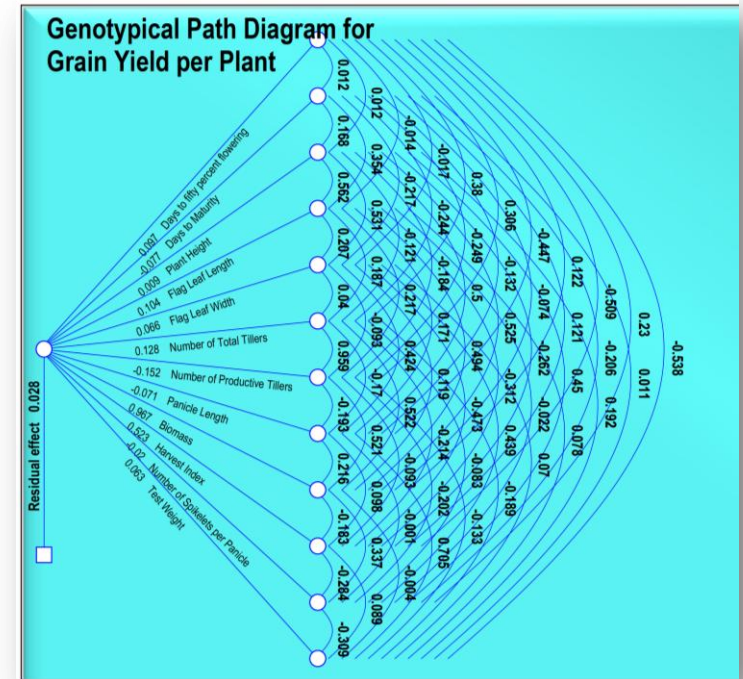 Genotypical Path Diagram for
Grain Yield per Plant
0.097 Days to fifty percent flowering
-0.077 Days to Maturity
0.009 Plant Height
0.104 Flag Leaf Length
0.066 Flag Leaf Width
0.128 Number of Total Tillers
-0.152 Number of Productive Tillers
-0.071 Panicle Length
0.967 Biomass
0.523 Harvest Index
-0.02 Number of Spikelets per Panicle
0.063 Test Weight
Residual effect 0.028
0.012 0.168 0.562 0.207 0.04 0.959 -0.193 0.216 -0.183 -0.284 -0.309
0.012 0.354 0.531 0.187 -0.093 -0.17 0.521 0.098 0.337 0.089
-0.014 -0.217 -0.121 0.217 0.424 0.522 -0.093 -0.001 -0.004
-0.017 -0.244 -0.184 0.171 0.119 -0.214 -0.202 0.705
0.38 -0.249 0.5 0.494 -0.473 -0.083 -0.133
0.306 -0.132 0.525 -0.312 0.439 -0.189
-0.447 -0.074 -0.262 -0.022 0.07
0.122 0.121 0.45 0.078
-0.509 -0.206 0.192
0.23 0.011
-0.538